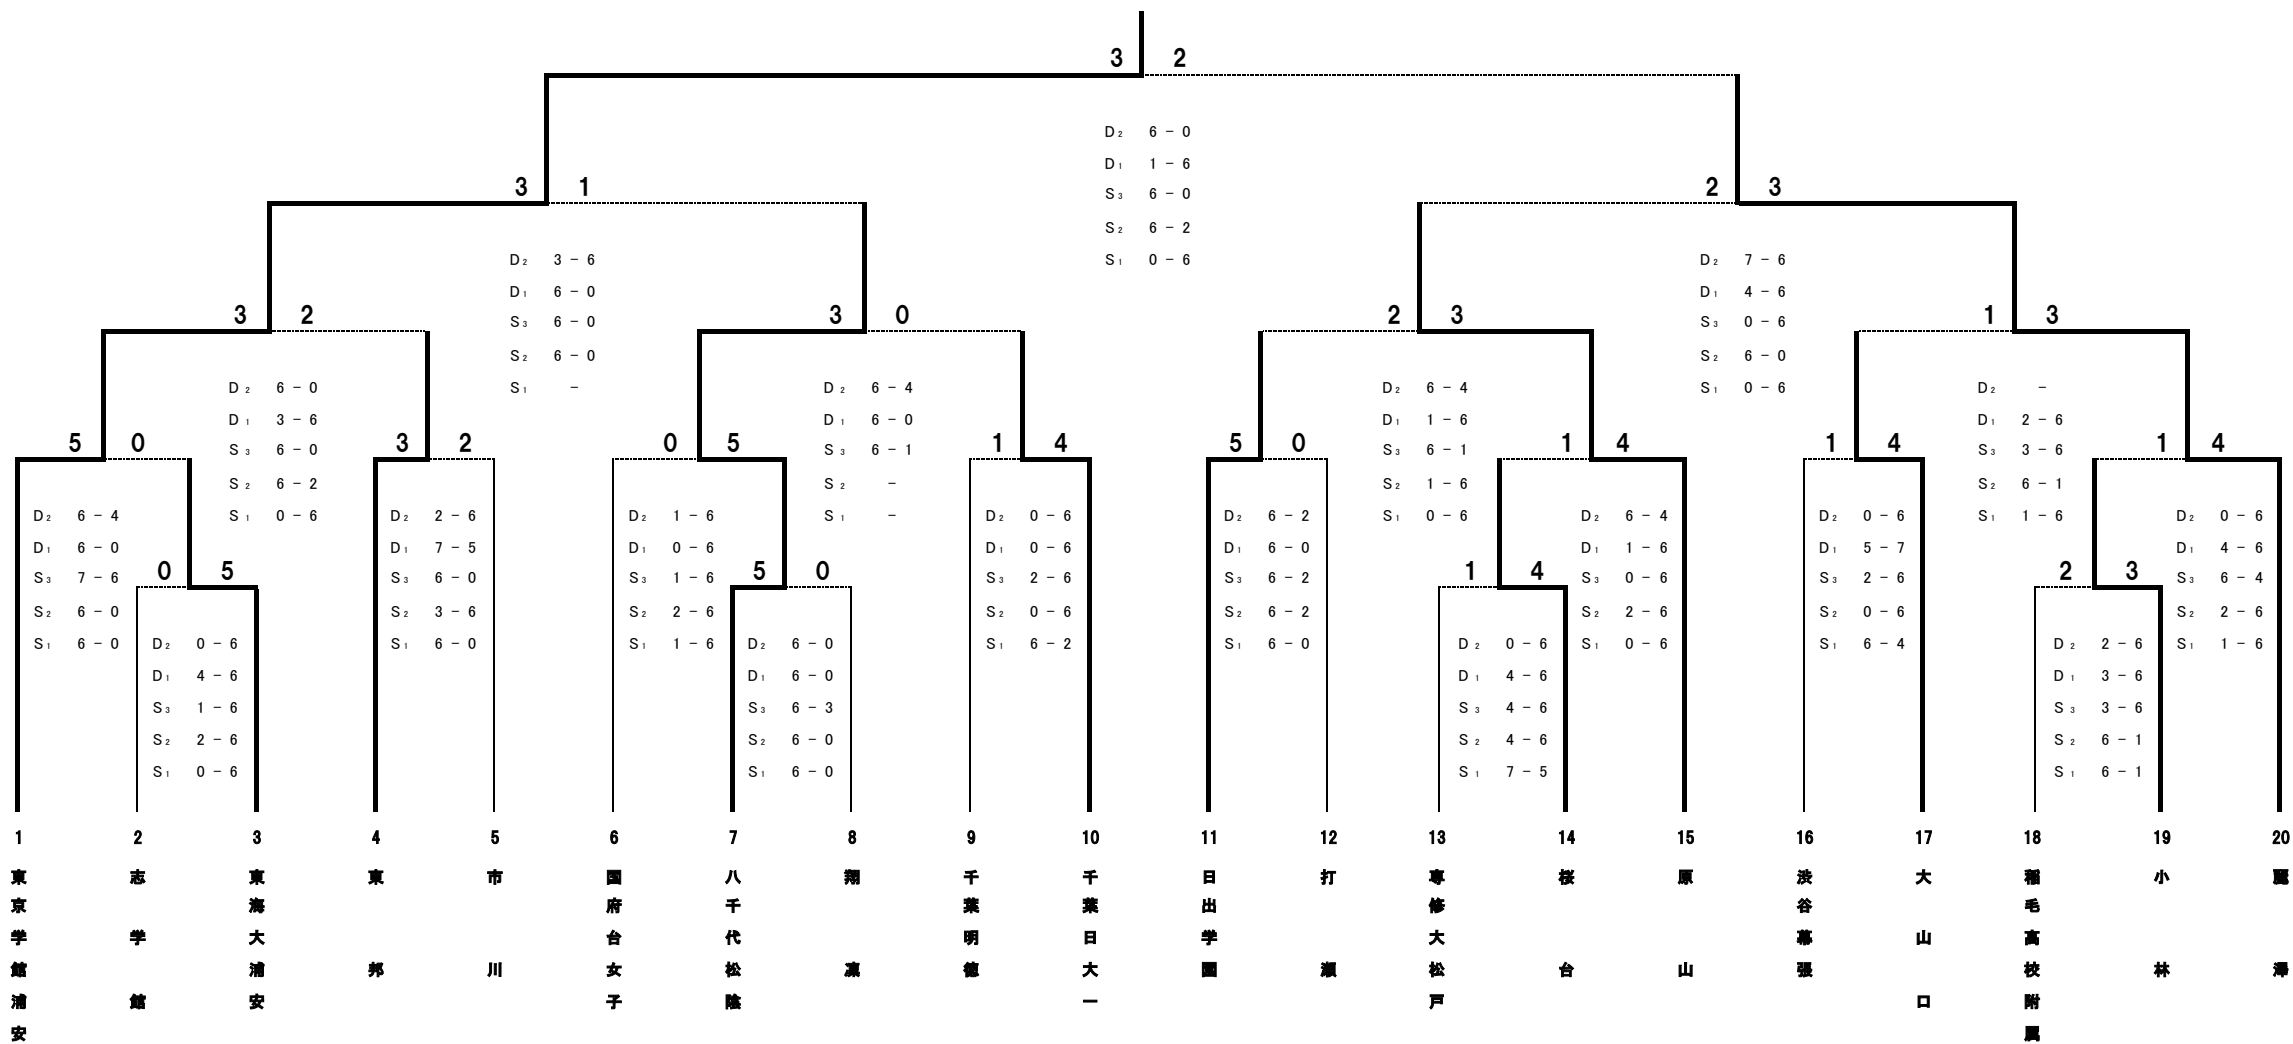 3 2
D2 6-0
D1 1-6
S3 6-0
S2 6-2
S1 0-6
3 1
D2 3-6
D1 6-0
S3 6-0
S2 6-0
S1 -
2 3
D2 7-6
D1 4-6
S3 0-6
S2 6-0
S1 0-6
3 2
D2 6-0
D1 3-6
S3 6-0
S2 6-2
S1 0-6
3 0
D2 6-4
D1 6-0
S3 6-1
S2 -
S1 -
2 3
D2 6-4
D1 1-6
S3 6-1
S2 1-6
S1 0-6
1 3
D2 -
D1 2-6
S3 3-6
S2 6-1
S1 1-6
5 0
D2 6-4
D1 6-0
S3 7-6
S2 6-0
S1 6-0
3 2
D2 2-6
D1 7-5
S3 6-0
S2 3-6
S1 6-0
0 5
D2 1-6
D1 0-6
S3 1-6
S2 2-6
S1 1-6
1 4
D2 0-6
D1 0-6
S3 2-6
S2 0-6
S1 6-2
5 0
D2 6-2
D1 6-0
S3 6-2
S2 6-2
S1 6-0
1 4
D2 6-4
D1 1-6
S3 0-6
S2 2-6
S1 0-6
1 4
D2 0-6
D1 5-7
S3 2-6
S2 0-6
S1 6-4
1 4
D2 0-6
D1 4-6
S3 6-4
S2 2-6
S1 1-6
0 5
D2 0-6
D1 4-6
S3 1-6
S2 2-6
S1 0-6
5 0
D2 6-0
D1 6-0
S3 6-3
S2 6-0
S1 6-0
1 4
D2 0-6
D1 4-6
S3 4-6
S2 4-6
S1 7-5
2 3
D2 2-6
D1 3-6
S3 3-6
S2 6-1
S1 6-1
1 東京学館浦安
2 志学館
3 東海大浦安
4 東邦
5 市川
6 国府台女子
7 八千代松陰
8 翔凜
9 千葉明徳
10 千葉日大一
11 日出学園
12 打瀬
13 専修大松戸
14 桜台
15 原山
16 渋谷幕張
17 大山口
18 稲毛高校附属
19 小林
20 麗澤